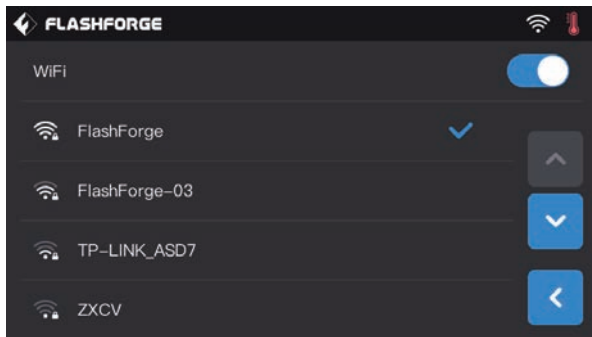 FLASHFORGE
WiFi
FlashForge
FlashForge-03
TP-LINK_ASD7
ZXCV